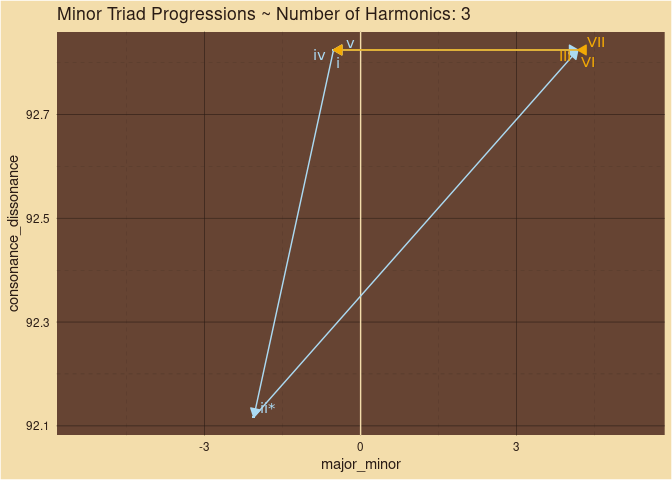 Minor Triad Progressions ~ Number of Harmonics: 3
consonance_dissonance
92.7
92.5
92.3
92.1
v
iv
i
VII
III
VI
ii*
-3
0
3
major_minor